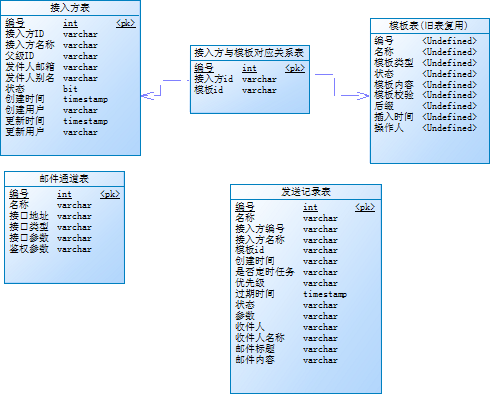 接入方表
编号 int <pk>
接入方ID varchar
接入方名称 varchar
父级ID varchar
发件人邮箱 varchar
发件人别名 varchar
状态 bit
创建时间 timestamp
创建用户 varchar
更新时间 timestamp
更新用户 varchar
接入方与模板对应关系表
编号 int <pk>
接入方id varchar
模板id varchar
模板表(旧表复用)
编号 <Undefined>
名称 <Undefined>
模板类型 <Undefined>
状态 <Undefined>
模板内容 <Undefined>
模板校验 <Undefined>
后缀 <Undefined>
插入时间 <Undefined>
操作人 <Undefined>
邮件通道表
编号 int <pk>
名称 varchar
接口地址 varchar
接口类型 varchar
接口参数 varchar
鉴权参数 varchar
发送记录表
编号 int <pk>
名称 varchar
接入方编号 varchar
接入方名称 varchar
模板id varchar
创建时间 varchar
是否定时任务 varchar
优先级 varchar
过期时间 timestamp
状态 varchar
参数 varchar
收件人 varchar
收件人名称 varchar
邮件标题 varchar
邮件内容 varchar